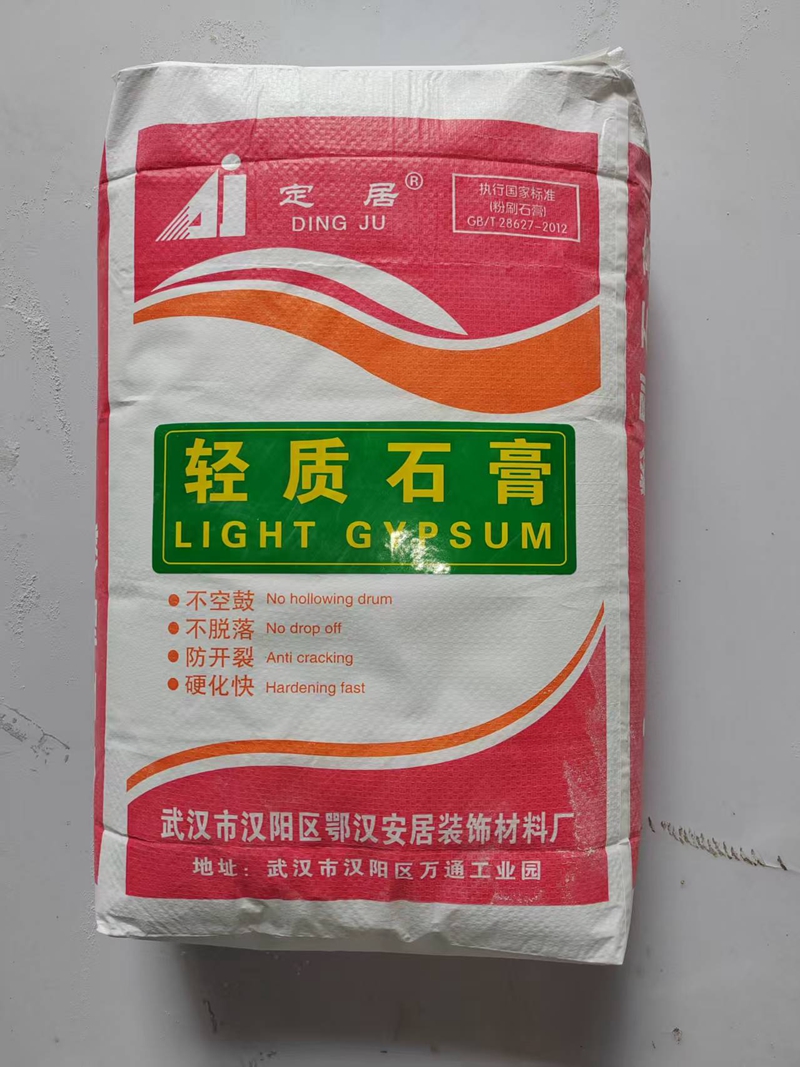 定居®
DING JU
执行国家标准
(粉刷石膏)
GB/T 28627-2012
轻质石膏
LIGHT GYPSUM
●不空鼓 No hollowing drum
●不脱落 No drop off
●防开裂 Anti cracking
●硬化快 Hardening fast
武汉市汉阳区鄂汉安居装饰材料厂
地址：武汉市汉阳区万通工业园